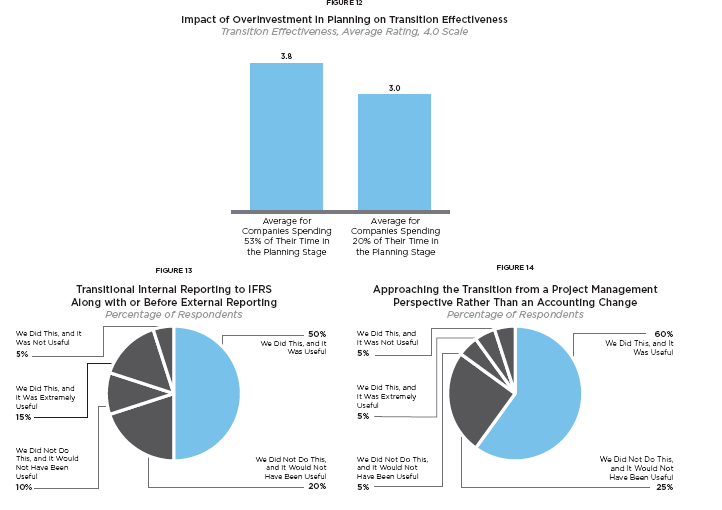 FIGURE 12
Impact of Overinvestment in Planning on Transition Effectiveness
Transition Effectiveness, Average Rating, 4.0 Scale
3.8
3.0
Average for
Companies Spending
53% of Their Time in
the Planning Stage
Average for
Companies Spending
20% of Their Time in
the Planning Stage
FIGURE 13
Transitional Internal Reporting to IFRS
Along with or Before External Reporting
Percentage of Respondents
We Did This, and it
Was Not Useful
5%
50%
We Did This, and It
Was Useful
We Did This, and
It Was Extremely
Useful
15%
We Did Not Do
This, and It Would
Not Have Been
Useful
10%
We Did Not Do This,
and It Would Not
Have Been Useful
20%
FIGURE 14
Approaching the Transition from a Project Management
Perspective Rather Than an Accounting Change
Percentage of Respondents
We Did This, and
It Was Not Useful
5%
60%
We Did This, and It
Was Useful
We Did This, and
It Was Extremely
Useful
5%
We Did Not Do This,
and It Would Not
Have Been Useful
5%
We Did Not Do This,
and It Would Not
Have Been Useful
25%